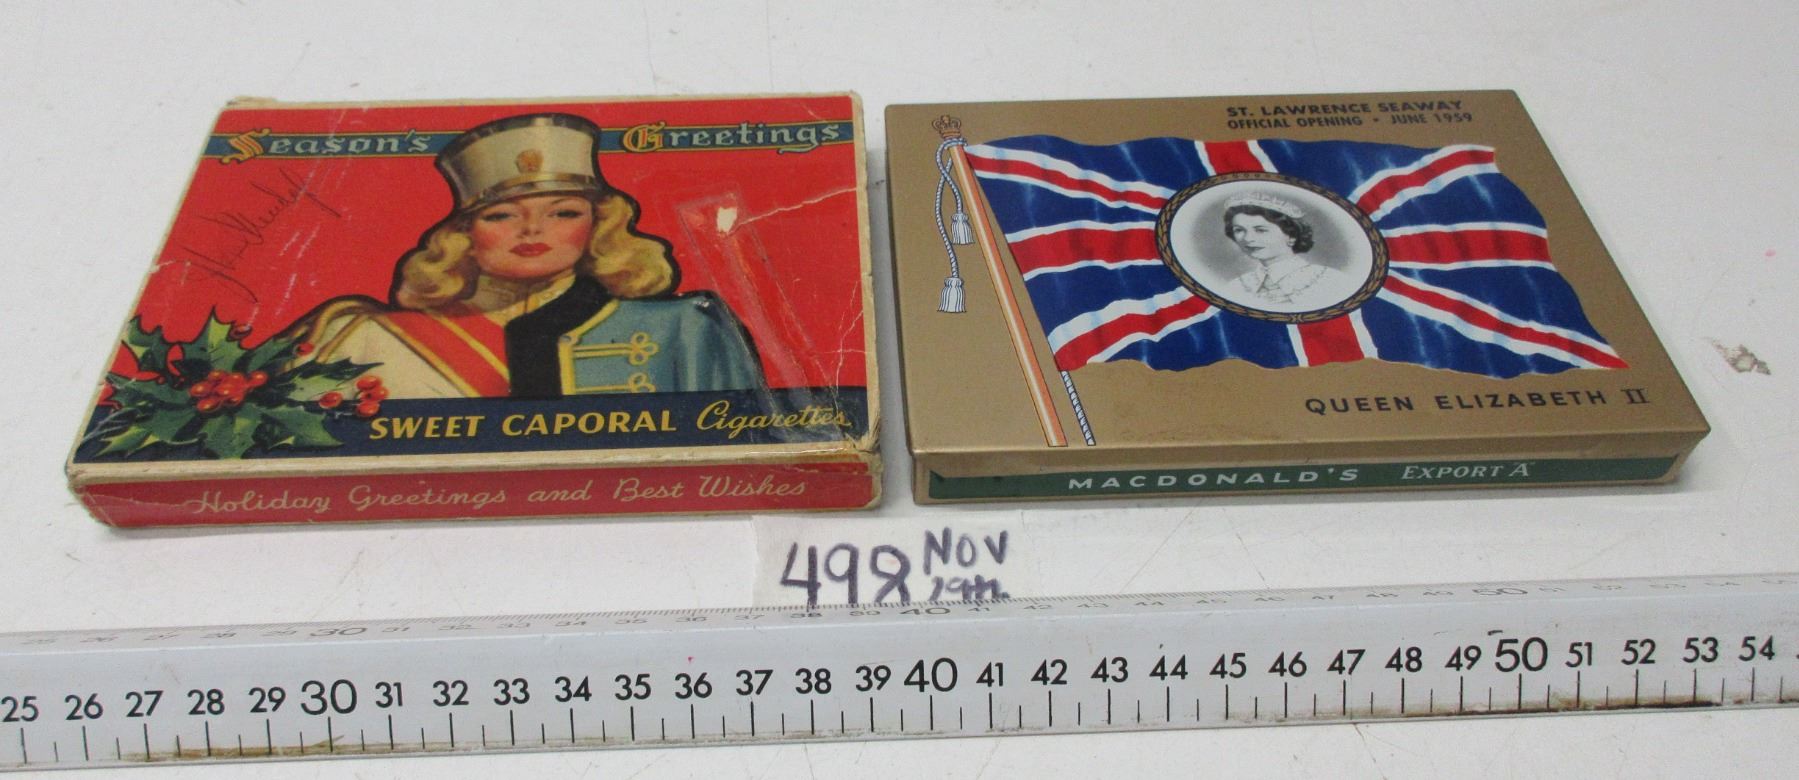 Season's Greetings
SWEET CAPORAL Cigarettes
Holiday Greetings and Best Wishes
ST. LAWRENCE SEAWAY
OFFICIAL OPENING • JUNE 1959
QUEEN ELIZABETH II
MACDONALD'S EXPORT "A"
498 NOV
29th
25 26 27 28 29 30 31 32 33 34 35 36 37 38 39 40 41 42 43 44 45 46 47 48 49 50 51 52 53 54